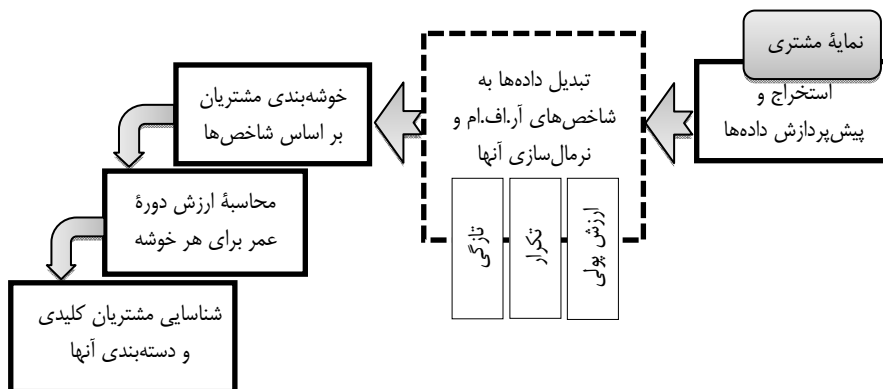 نمایهٔ مشتری
استخراج و
پیش‌پردازش داده‌ها
تبدیل داده‌ها به
شاخص‌های آر.اف.ام و
نرمال‌سازی آنها
ارزش پولی
تکرار
تازگی
خوشه‌بندی مشتریان
بر اساس شاخص‌ها
محاسبهٔ ارزش دورهٔ
عمر برای هر خوشه
شناسایی مشتریان کلیدی
و دسته‌بندی آنها